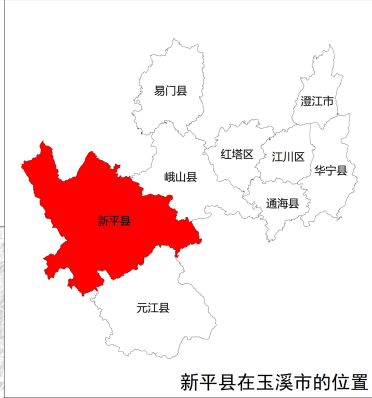 易门县
澄江市
红塔区
江川区
峨山县
华宁县
通海县
新平县
元江县
新平县在玉溪市的位置